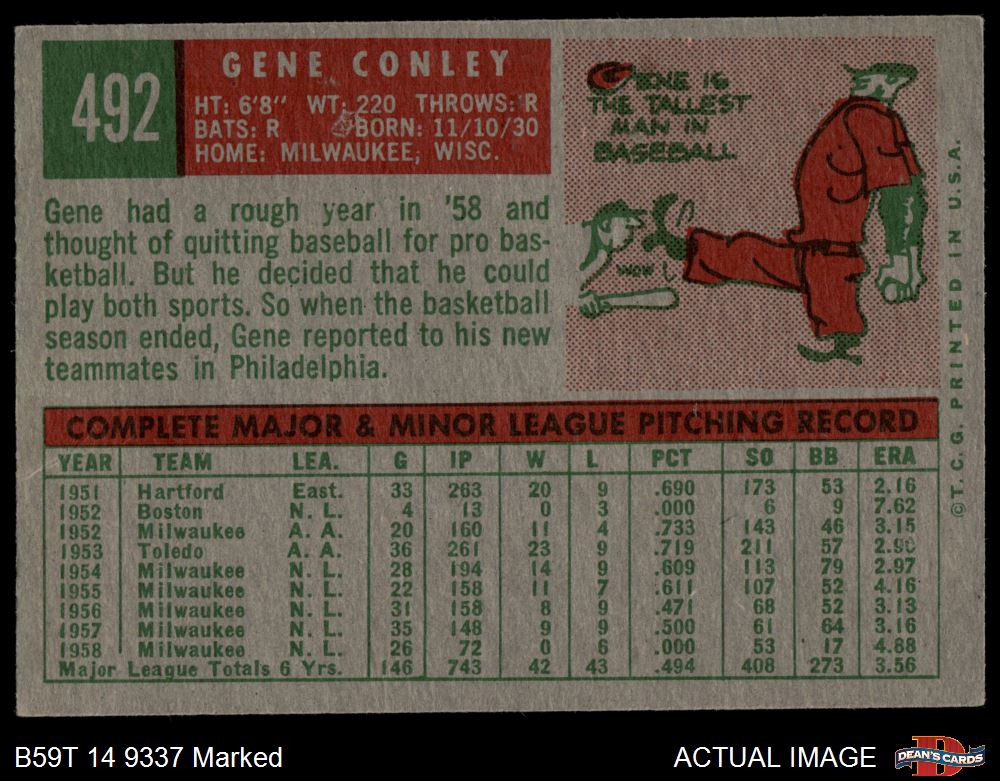 492
GENE CONLEY
HT: 6'8" WT: 220 THROWS: R
BATS: R BORN: 11/10/30
HOME: MILWAUKEE, WISC.
GENE IS
THE TALLEST
MAN IN
BASEBALL
WOW!
Gene had a rough year in '58 and
thought of quitting baseball for pro bas-
ketball. But he decided that he could
play both sports. So when the basketball
season ended, Gene reported to his new
teammates in Philadelphia.
COMPLETE MAJOR & MINOR LEAGUE PITCHING RECORD
YEAR TEAM LEA. G IP W L PCT SO BB ERA
1951 Hartford East. 33 263 20 9 .690 173 53 2.16
1952 Boston N. L. 4 13 0 3 .000 6 9 7.62
1952 Milwaukee A. A. 20 160 11 4 .733 143 46 3.15
1953 Toledo A. A. 36 261 23 9 .719 211 57 2.90
1954 Milwaukee N. L. 28 194 14 9 .609 113 79 2.97
1955 Milwaukee N. L. 22 158 11 7 .611 107 52 4.16
1956 Milwaukee N. L. 31 158 8 9 .471 68 52 3.13
1957 Milwaukee N. L. 35 148 9 9 .500 61 64 3.16
1958 Milwaukee N. L. 26 72 0 6 .000 53 17 4.88
Major League Totals 6 Yrs. 146 743 42 43 .494 408 273 3.56
©T. C. G. PRINTED IN U.S.A.
B59T 14 9337 Marked
ACTUAL IMAGE
D
DEAN'S CARDS